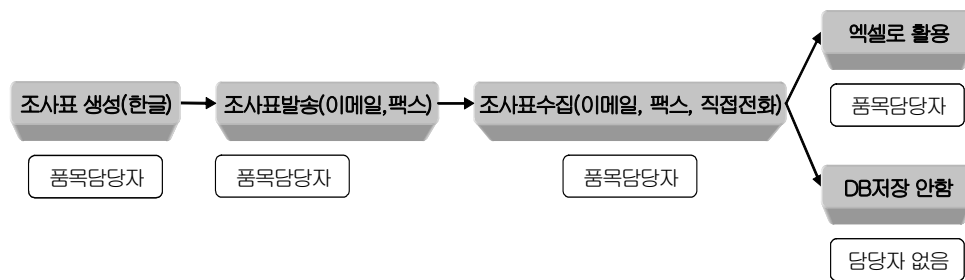 엑셀로 활용
조사표 생성(한글)
조사표발송(이메일,팩스)
조사표수집(이메일, 팩스, 직접전화)
품목담당자
품목담당자
품목담당자
품목담당자
DB저장 안함
담당자 없음